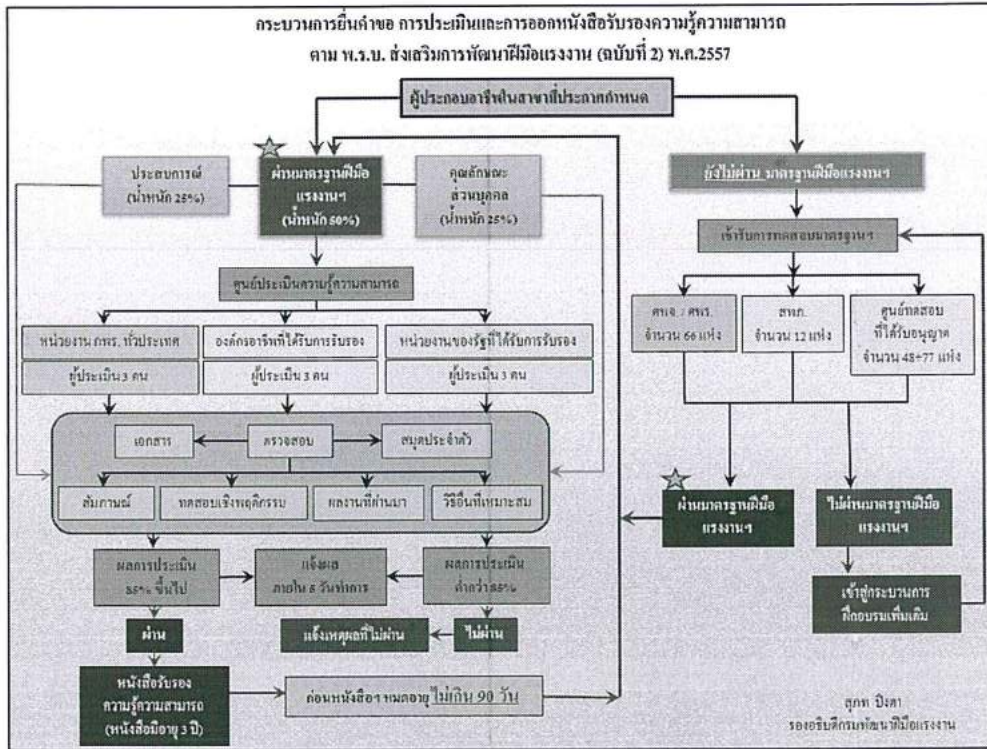 กระบวนการยื่นคำขอ การประเมินและการออกหนังสือรับรองความรู้ความสามารถ
ตาม พ.ร.บ. ส่งเสริมการพัฒนาฝีมือแรงงาน (ฉบับที่ 2) พ.ศ.2557
ผู้ประกอบอาชีพในสาขาที่ประกาศกำหนด
ประสบการณ์
(น้ำหนัก 25%)
ผ่านมาตรฐานฝีมือ
แรงงานฯ
(น้ำหนัก 50%)
คุณลักษณะ
ส่วนบุคคล
(น้ำหนัก 25%)
ยังไม่ผ่าน มาตรฐานฝีมือแรงงานฯ
เข้ารับการทดสอบมาตรฐานฯ
ศูนย์ประเมินความรู้ความสามารถ
ศพจ. / ศพร.
จำนวน 66 แห่ง
สพภ.
จำนวน 12 แห่ง
ศูนย์ทดสอบ
ที่ได้รับอนุญาต
จำนวน 48+77 แห่ง
หน่วยงาน กพร. ทั่วประเทศ
องค์กรอาชีพที่ได้รับการรับรอง
หน่วยงานของรัฐที่ได้รับการรับรอง
ผู้ประเมิน 3 คน
ผู้ประเมิน 3 คน
ผู้ประเมิน 3 คน
เอกสาร
ตรวจสอบ
สมุดประจำตัว
สัมภาษณ์
ทดสอบเชิงพฤติกรรม
ผลงานที่ผ่านมา
วิธีอื่นที่เหมาะสม
ผ่านมาตรฐานฝีมือ
แรงงานฯ
ไม่ผ่านมาตรฐานฝีมือ
แรงงานฯ
ผลการประเมิน
85% ขึ้นไป
แจ้งผล
ภายใน 5 วันทำการ
ผลการประเมิน
ต่ำกว่า 85%
เข้าสู่กระบวนการ
ฝึกอบรมเพิ่มเติม
ผ่าน
แจ้งเหตุผลที่ไม่ผ่าน
ไม่ผ่าน
หนังสือรับรอง
ความรู้ความสามารถ
(หนังสือมีอายุ 3 ปี)
ก่อนหนังสือฯ หมดอายุ ไม่เกิน 90 วัน
สุภท ปิงตา
รองอธิบดีกรมพัฒนาฝีมือแรงงาน